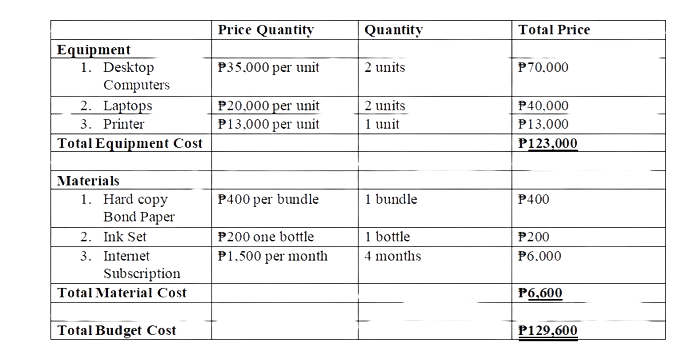 Price Quantity Quantity Total Price
Equipment
1. Desktop Computers ₱35,000 per unit 2 units ₱70,000
2. Laptops ₱20,000 per unit 2 units ₱40,000
3. Printer ₱13,000 per unit 1 unit ₱13,000
Total Equipment Cost ₱123,000
Materials
1. Hard copy Bond Paper ₱400 per bundle 1 bundle ₱400
2. Ink Set ₱200 one bottle 1 bottle ₱200
3. Internet Subscription ₱1,500 per month 4 months ₱6,000
Total Material Cost ₱6,600
Total Budget Cost ₱129,600